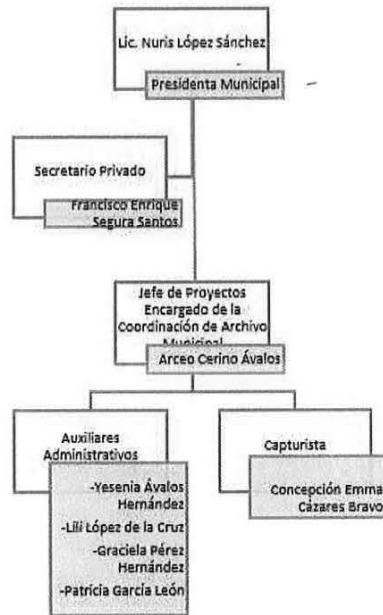 Lic. Nuris López Sánchez
Presidenta Municipal
Secretario Privado
Francisco Enrique
Segura Santos
Jefe de Proyectos
Encargado de la
Coordinación de Archivo
Municipal
Arceo Cerino Ávalos
Auxiliares
Administrativos
-Yesenia Ávalos
Hernández
-Lili López de la Cruz
-Graciela Pérez
Hernández
-Patricia García León
Capturista
Concepción Emma
Cázares Bravo